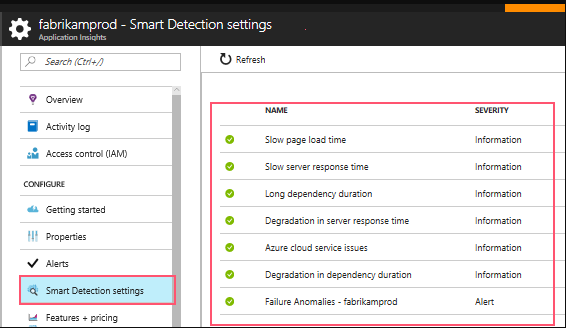 fabrikamprod - Smart Detection settings
Application Insights
Search (Ctrl+/)
Refresh
Overview
Activity log
Access control (IAM)
CONFIGURE
Getting started
Properties
Alerts
Smart Detection settings
Features + pricing
NAME SEVERITY
Slow page load time Information
Slow server response time Information
Long dependency duration Information
Degradation in server response time Information
Azure cloud service issues Information
Degradation in dependency duration Information
Failure Anomalies - fabrikamprod Alert